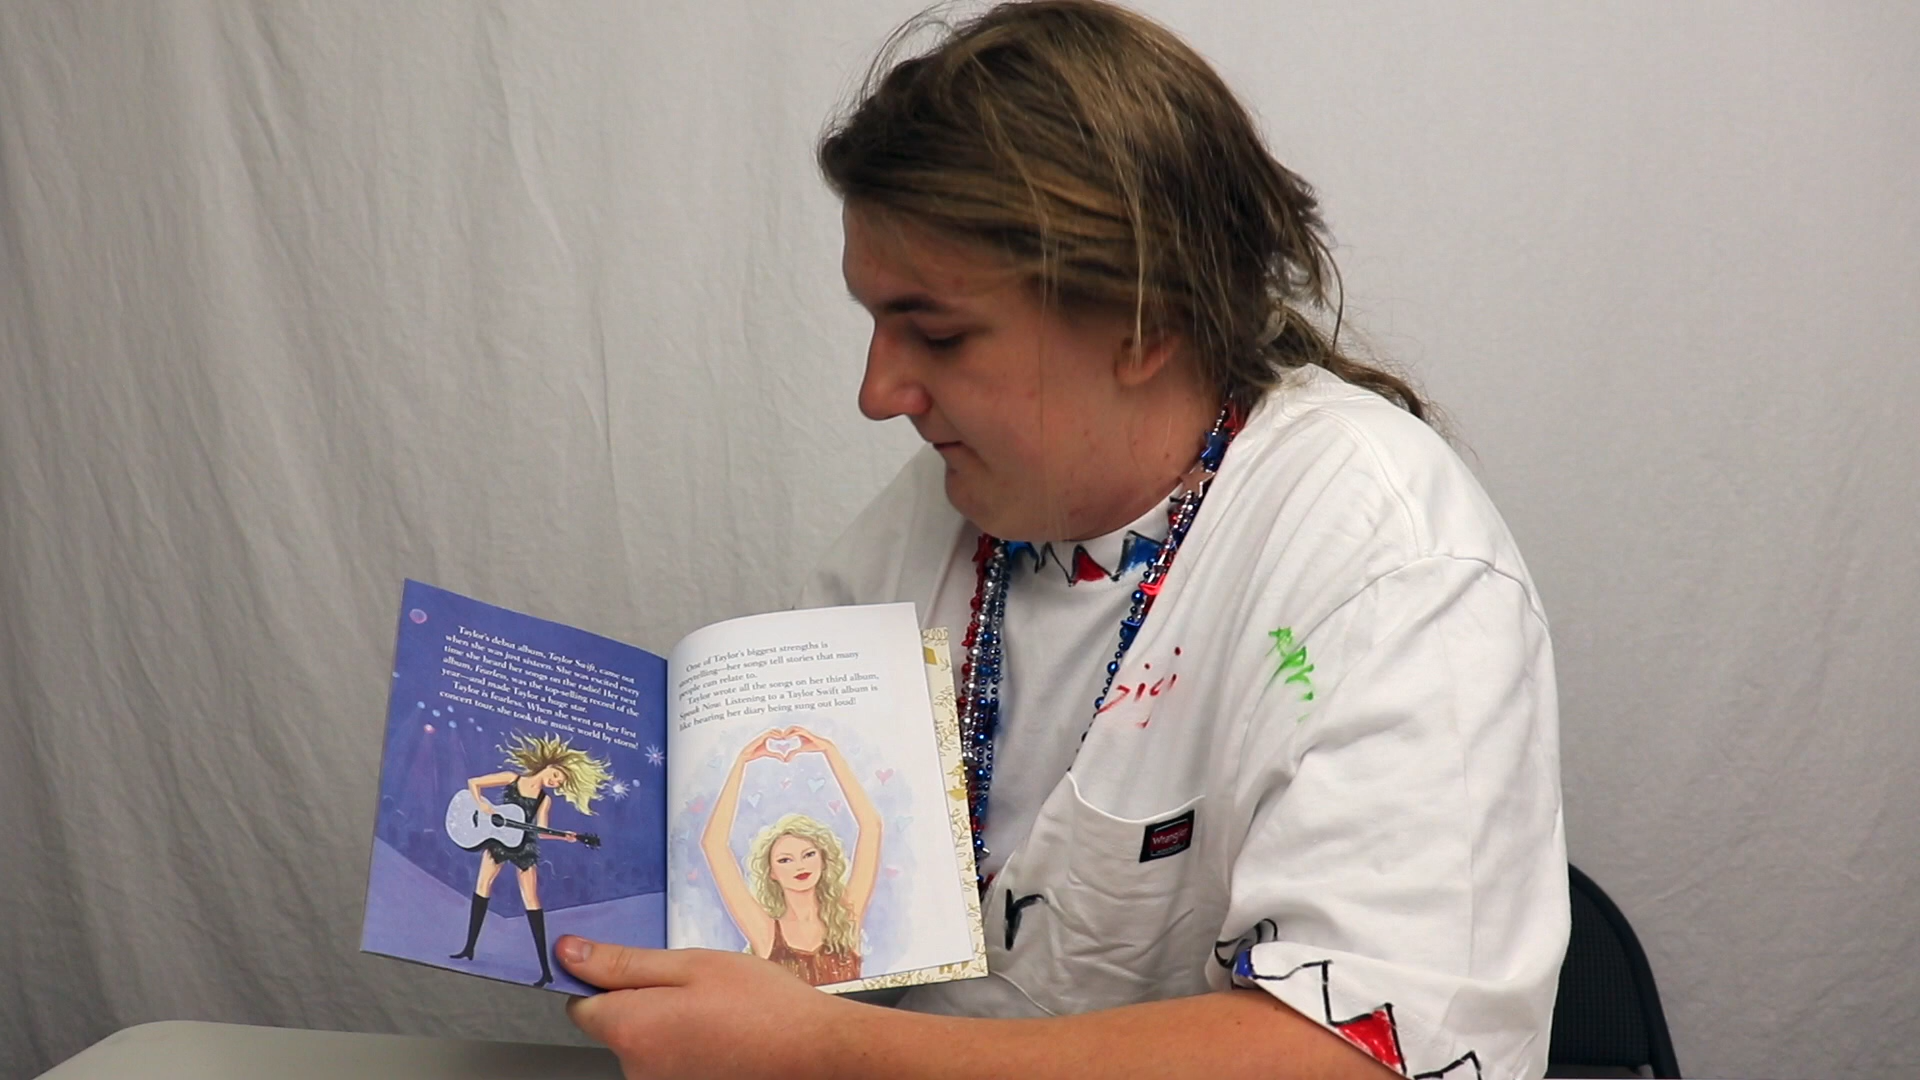 Taylor's debut album, Taylor Swift, came out
when she was just sixteen. She was excited every
time she heard her songs on the radio! Her next
album, Fearless, was the top-selling record of the
year—and made Taylor a huge star.
Taylor is fearless. When she went on her first
concert tour, she took the music world by storm!
One of Taylor's biggest strengths is
storytelling—her songs tell stories that many
people can relate to.
Taylor wrote all the songs on her third album,
Speak Now. Listening to a Taylor Swift album is
like hearing her diary being sung out loud!
Wrangler